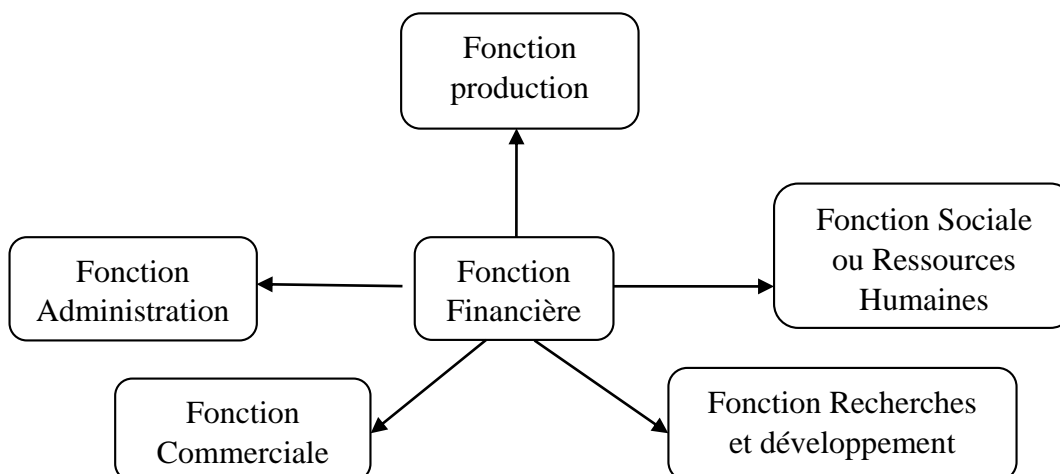 Fonction
production
Fonction Sociale
ou Ressources
Humaines
Fonction
Administration
Fonction
Financière
Fonction
Commerciale
Fonction Recherches
et développement